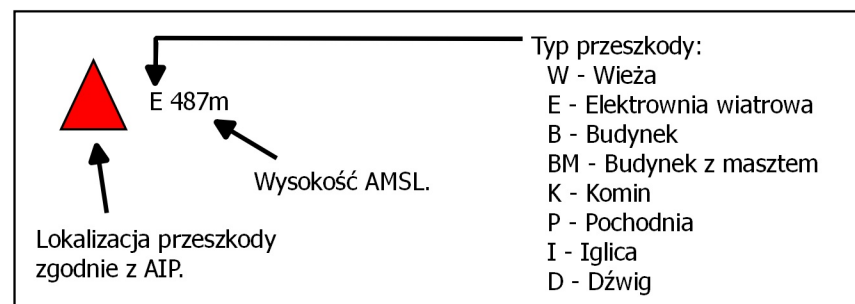 Typ przeszkody:
W - Wieża
E 487m
E - Elektrownia wiatrowa
B - Budynek
BM - Budynek z masztem
Wysokość AMSL.
K - Komin
P - Pochodnia
Lokalizacja przeszkody
zgodnie z AIP.
I - Iglica
D - Dźwig